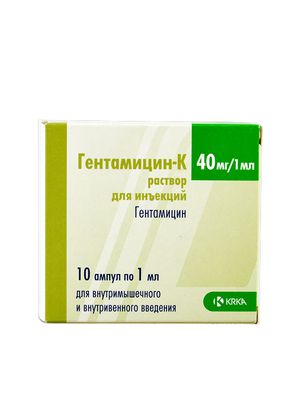 Гентамицин-К
40 мг/1 мл
раствор
для инъекций
Гентамицин
10 ампул по 1 мл
для внутримышечного
и внутривенного введения
KRKA